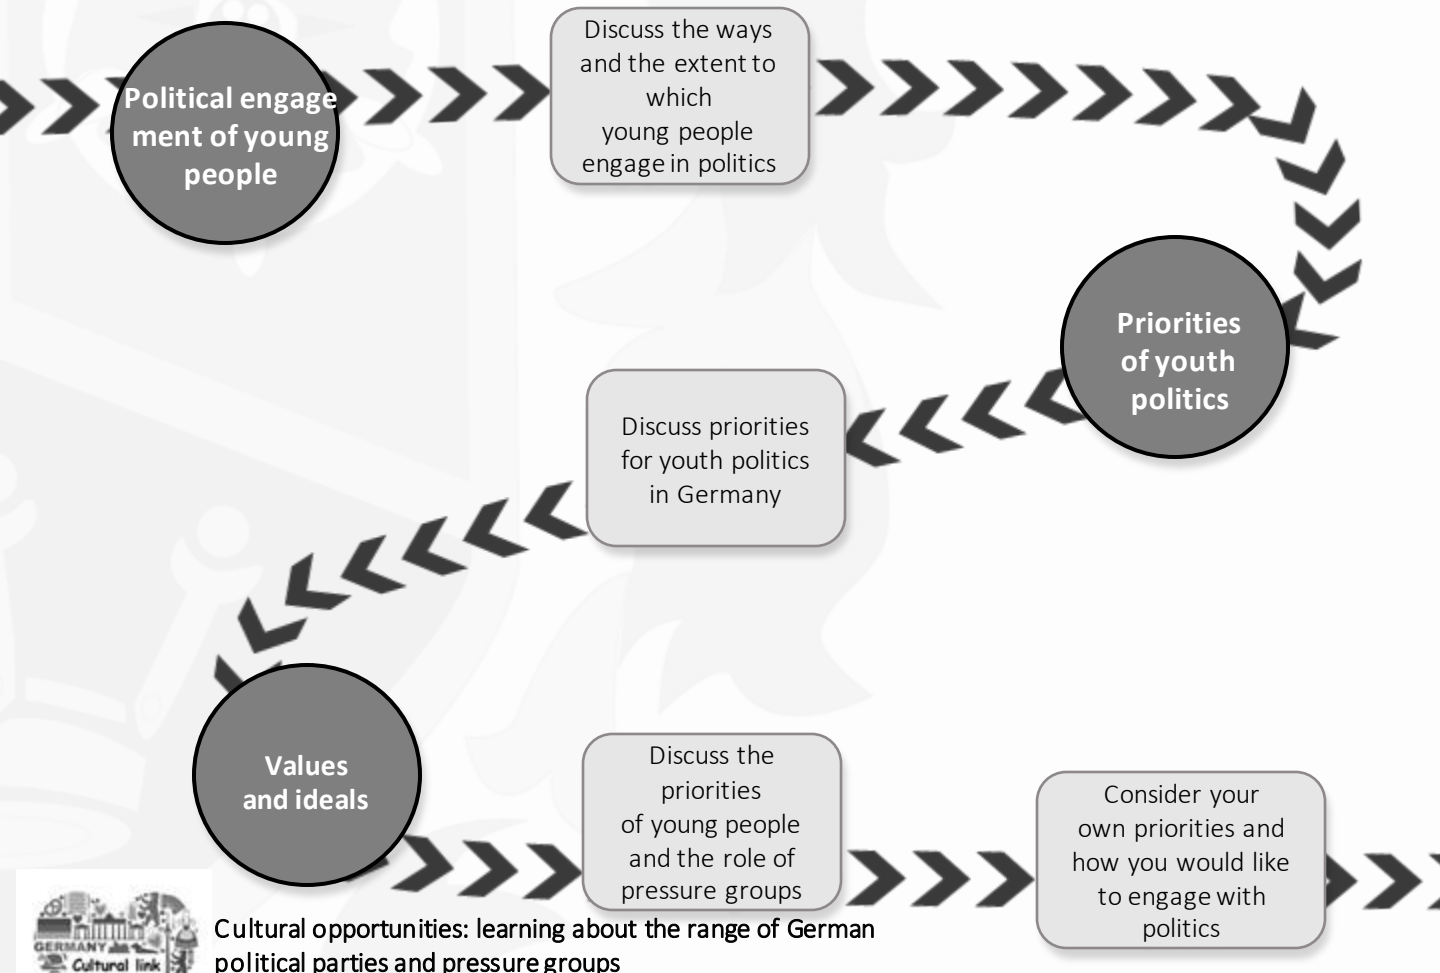 Political engage
ment of young
people
Discuss the ways
and the extent to
which
young people
engage in politics
Priorities
of youth
politics
Discuss priorities
for youth politics
in Germany
Values
and ideals
Discuss the
priorities
of young people
and the role of
pressure groups
Consider your
own priorities and
how you would like
to engage with
politics
GERMANY
Cultural link
Cultural opportunities: learning about the range of German
political parties and pressure groups